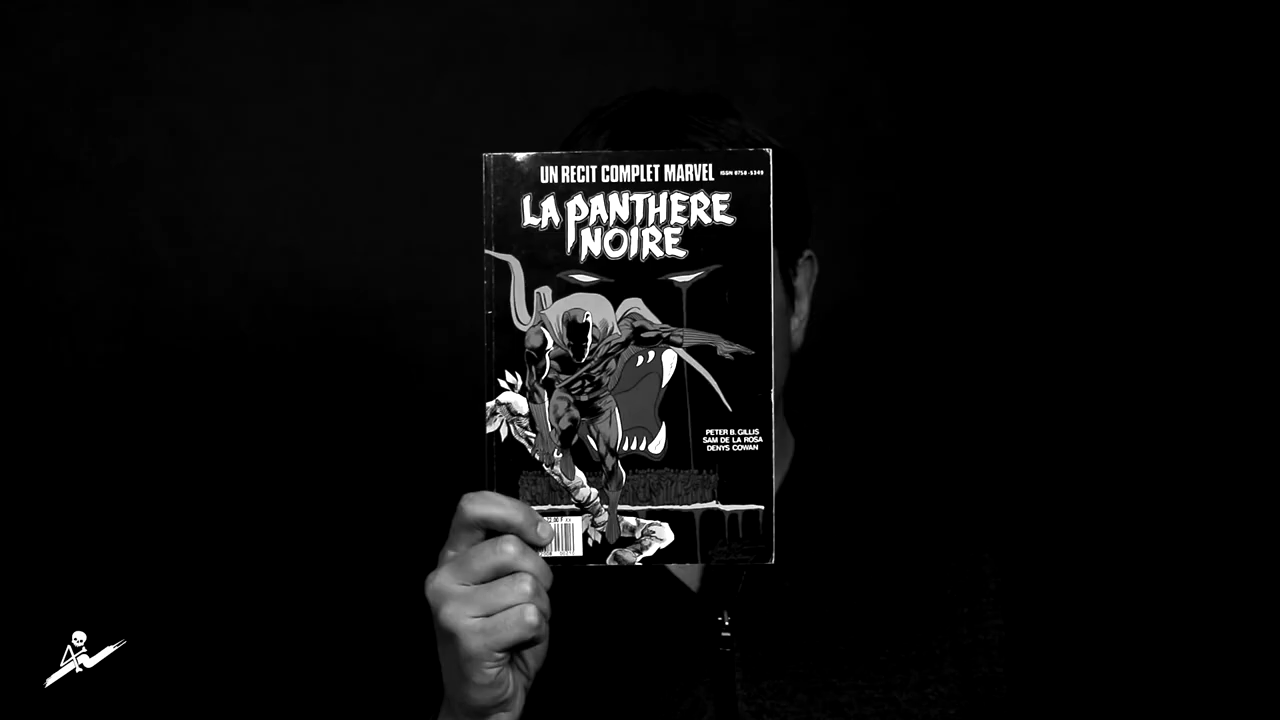 UN RECIT COMPLET MARVEL ISSN 0758-5349
LA PANTHERE
NOIRE
PETER B. GILLIS
SAM DE LA ROSA
DENYS COWAN